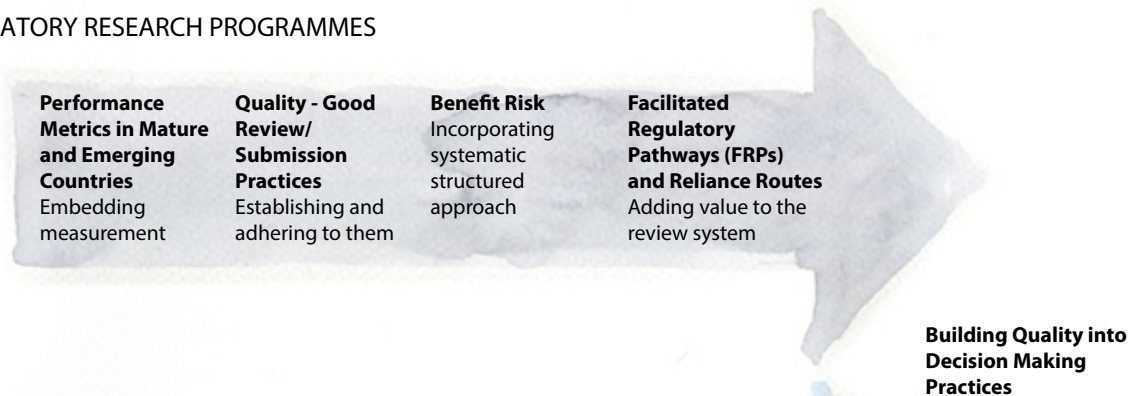 ATORY RESEARCH PROGRAMMES
Performance
Metrics in Mature
and Emerging
Countries
Embedding
measurement
Quality - Good
Review/
Submission
Practices
Establishing and
adhering to them
Benefit Risk
Incorporating
systematic
structured
approach
Facilitated
Regulatory
Pathways (FRPs)
and Reliance Routes
Adding value to the
review system
Building Quality into
Decision Making
Practices